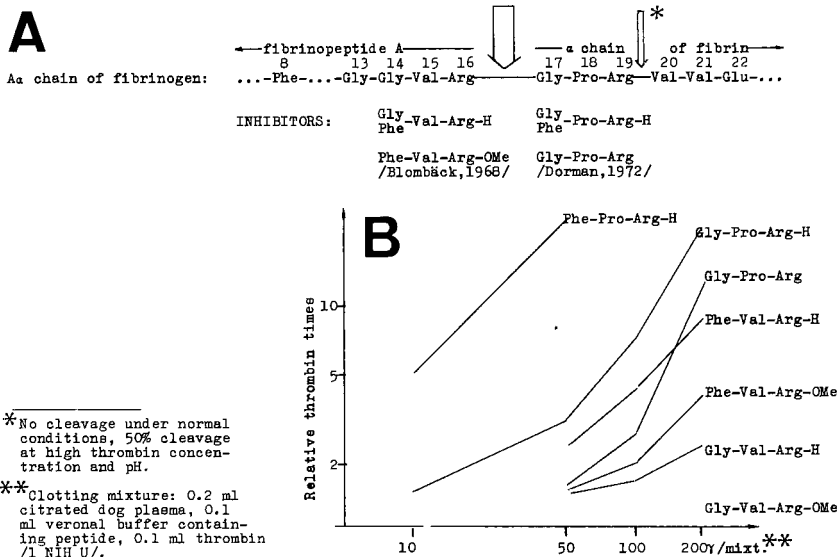 A
fibrinopeptide A α chain of fibrin *
8 13 14 15 16 17 18 19 20 21 22
Aα chain of fibrinogen: ...-Phe-...-Gly-Gly-Val-Arg Gly-Pro-Arg Val-Val-Glu-...
INHIBITORS: Gly Phe -Val-Arg-H Gly Phe -Pro-Arg-H
Phe-Val-Arg-OMe Gly-Pro-Arg
/Blombäck,1968/ /Dorman,1972/
B
Phe-Pro-Arg-H
Gly-Pro-Arg-H
Gly-Pro-Arg
Phe-Val-Arg-H
Phe-Val-Arg-OMe
Gly-Val-Arg-H
Gly-Val-Arg-OMe
Relative thrombin times
10
5
2
10 50 100 200γ/mixt.**
*No cleavage under normal
conditions, 50% cleavage
at high thrombin concen-
tration and pH.
**Clotting mixture: 0.2 ml
citrated dog plasma, 0.1
ml veronal buffer contain-
ing peptide, 0.1 ml thrombin
/1 NIH U/.